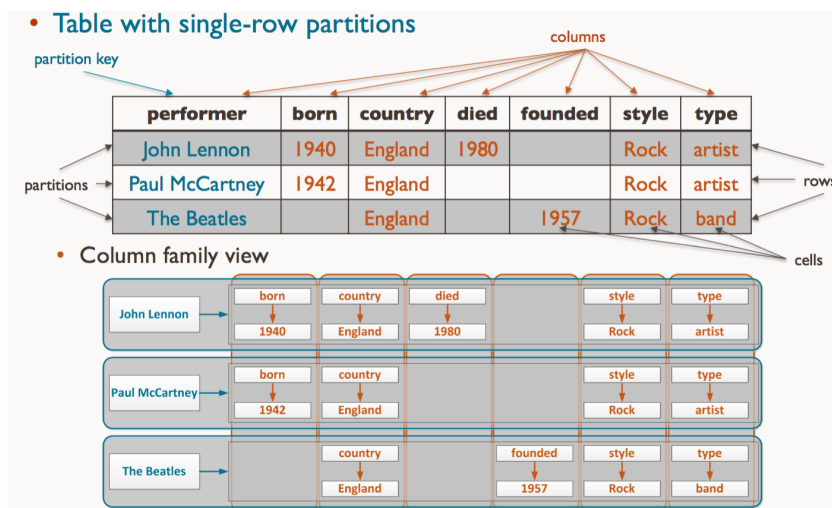 • Table with single-row partitions
columns
partition key
performer born country died founded style type
John Lennon 1940 England 1980 Rock artist
partitions Paul McCartney 1942 England Rock artist rows
The Beatles England 1957 Rock band
cells
• Column family view
born country died style type
John Lennon
1940 England 1980 Rock artist
born country style type
Paul McCartney
1942 England Rock artist
country founded style type
The Beatles
England 1957 Rock band